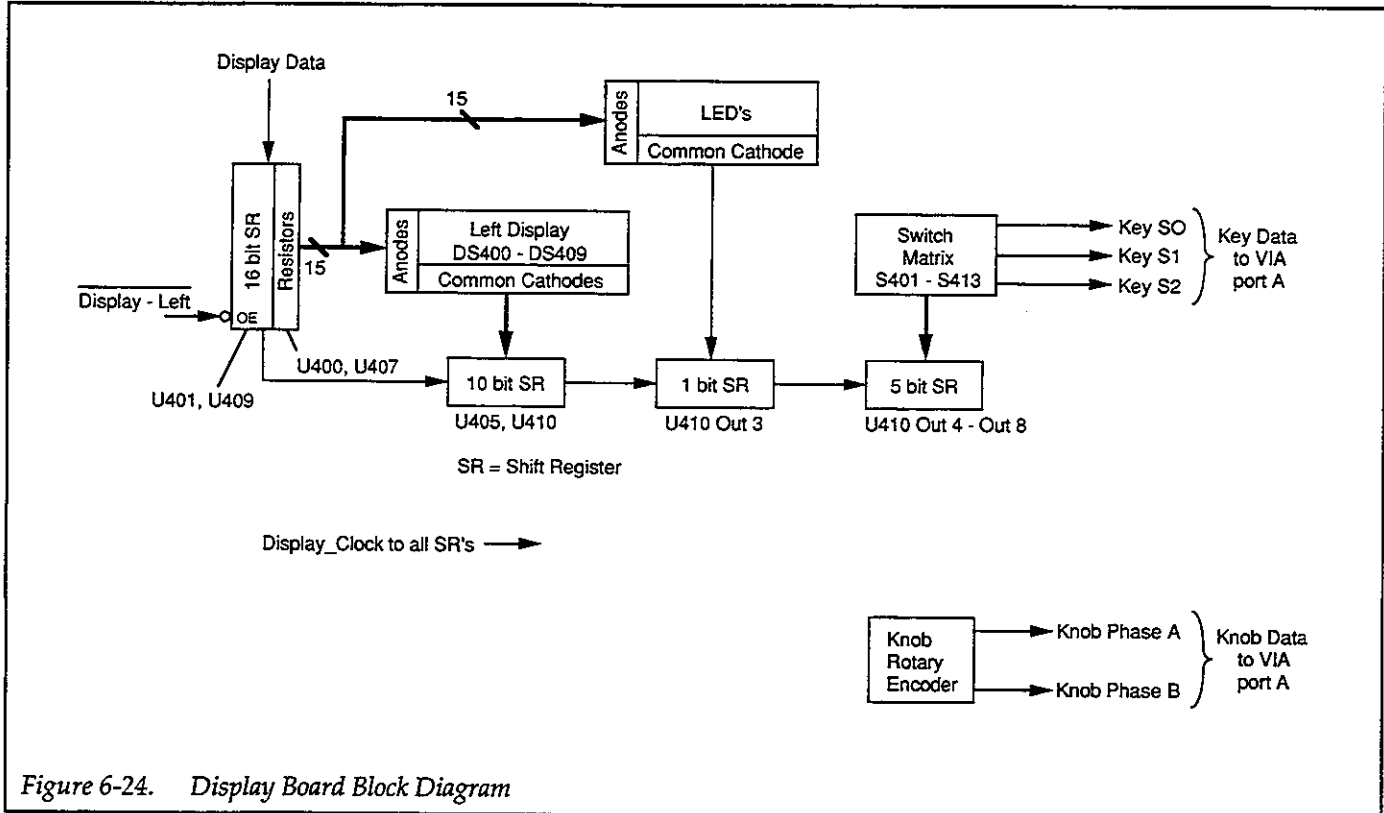 Display Data
15
Anodes
LED's
Common Cathode
16 bit SR
Resistors
15
Anodes
Left Display
DS400 - DS409
Common Cathodes
Switch
Matrix
S401 - S413
Key SO
Key S1
Key S2
Key Data
to VIA
port A
Display - Left
OE
U400, U407
U401, U409
10 bit SR
1 bit SR
5 bit SR
U405, U410
U410 Out 3
U410 Out 4 - Out 8
SR = Shift Register
Display_Clock to all SR's
Knob
Rotary
Encoder
Knob Phase A
Knob Phase B
Knob Data
to VIA
port A
Figure 6-24. Display Board Block Diagram